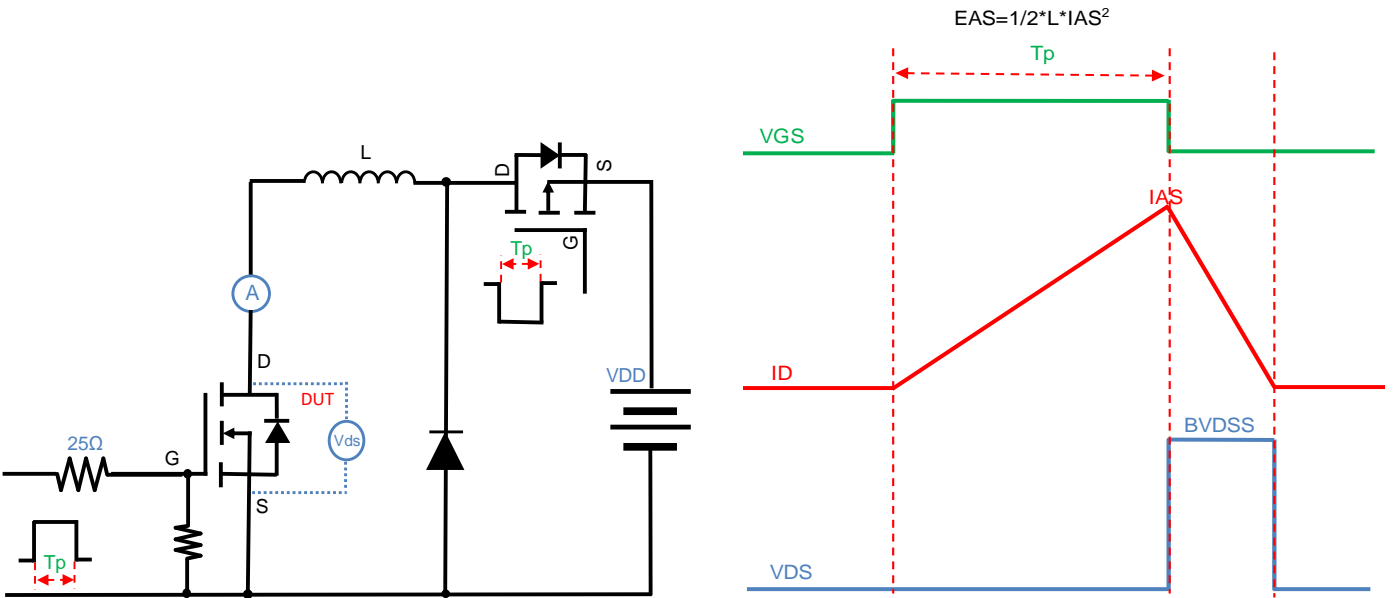 EAS=1/2*L*IAS²
Tp
VGS
L
D
S
G
Tp
IAS
A
D
DUT
VDD
ID
25Ω
G
Vds
BVDSS
S
Tp
VDS